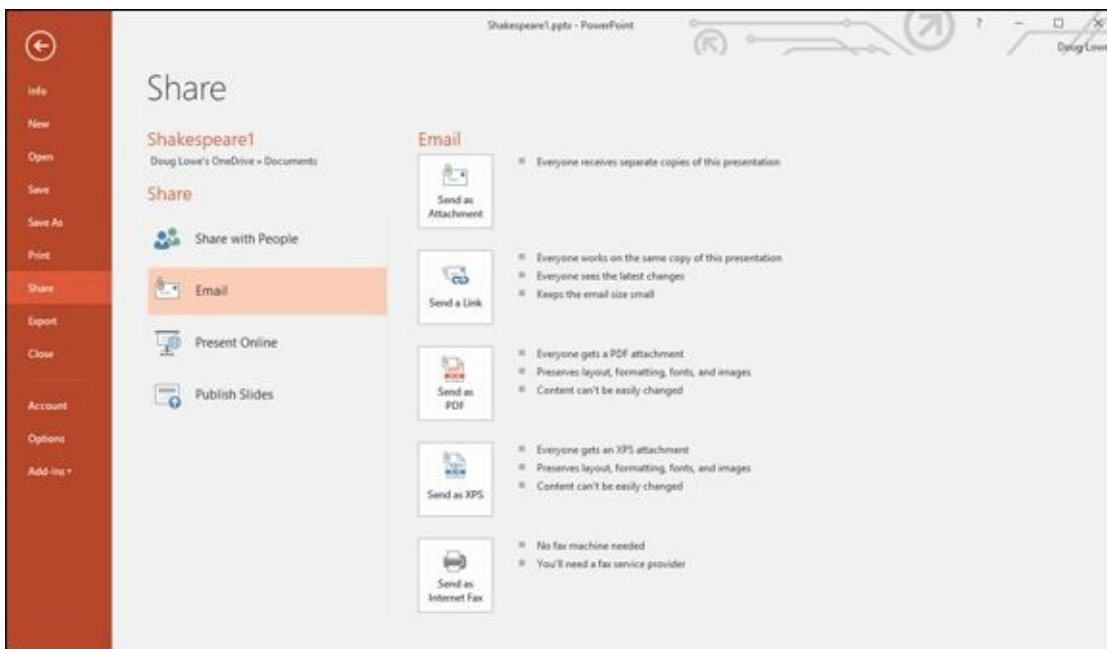 Shakespeare1.pptx - PowerPoint
?
Doug Lowe
Info
New
Open
Save
Save As
Print
Share
Export
Close
Account
Options
Add-ins
Share
Shakespeare1
Doug Lowe's OneDrive » Documents
Share
Share with People
Email
Present Online
Publish Slides
Email
Send as
Attachment
Everyone receives separate copies of this presentation
Send a Link
Everyone works on the same copy of this presentation
Everyone sees the latest changes
Keeps the email size small
Send as
PDF
Everyone gets a PDF attachment
Preserves layout, formatting, fonts, and images
Content can't be easily changed
Send as XPS
Everyone gets an XPS attachment
Preserves layout, formatting, fonts, and images
Content can't be easily changed
Send as
Internet Fax
No fax machine needed
You'll need a fax service provider